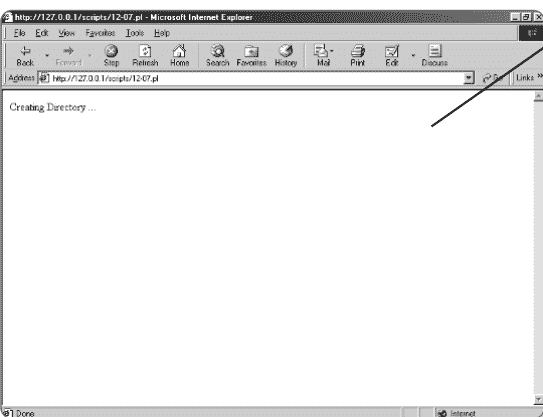 http://127.0.0.1/scripts/12-07.pl - Microsoft Internet Explorer
File Edit View Favorites Tools Help
Back Forward Stop Refresh Home Search Favorites History Mail Print Edit Discuss
Address http://127.0.0.1/scripts/12-07.pl Go Links »
Creating Directory ...
Done Internet